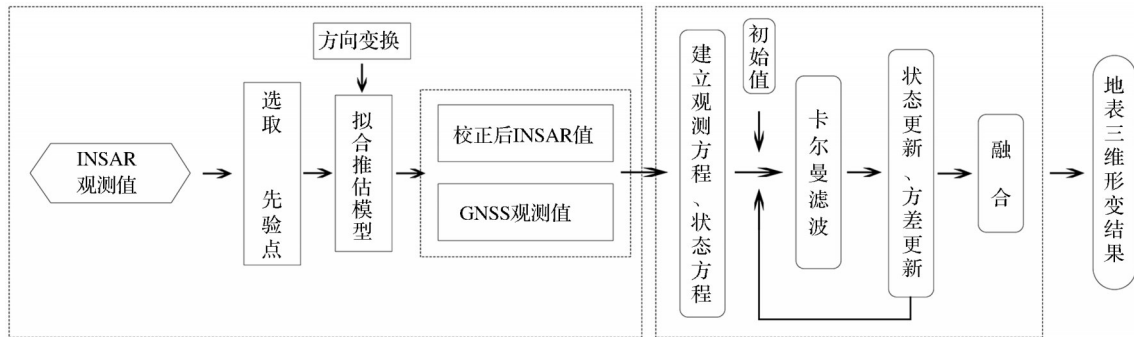 INSAR
观测值
选取 先验点
方向变换
拟合推估模型
校正后INSAR值
GNSS观测值
建立观测方程、状态方程
初始值
卡尔曼滤波
状态更新、方差更新
融合
地表三维形变结果